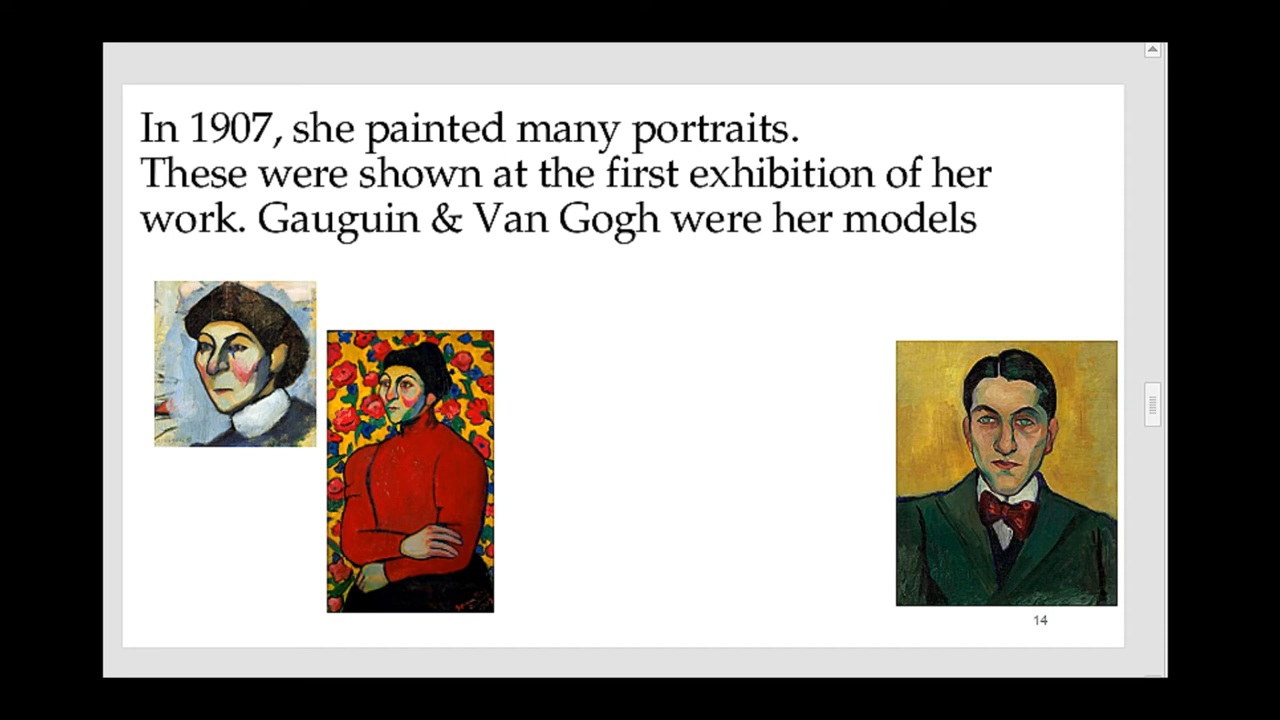 In 1907, she painted many portraits.
These were shown at the first exhibition of her
work. Gauguin & Van Gogh were her models
14